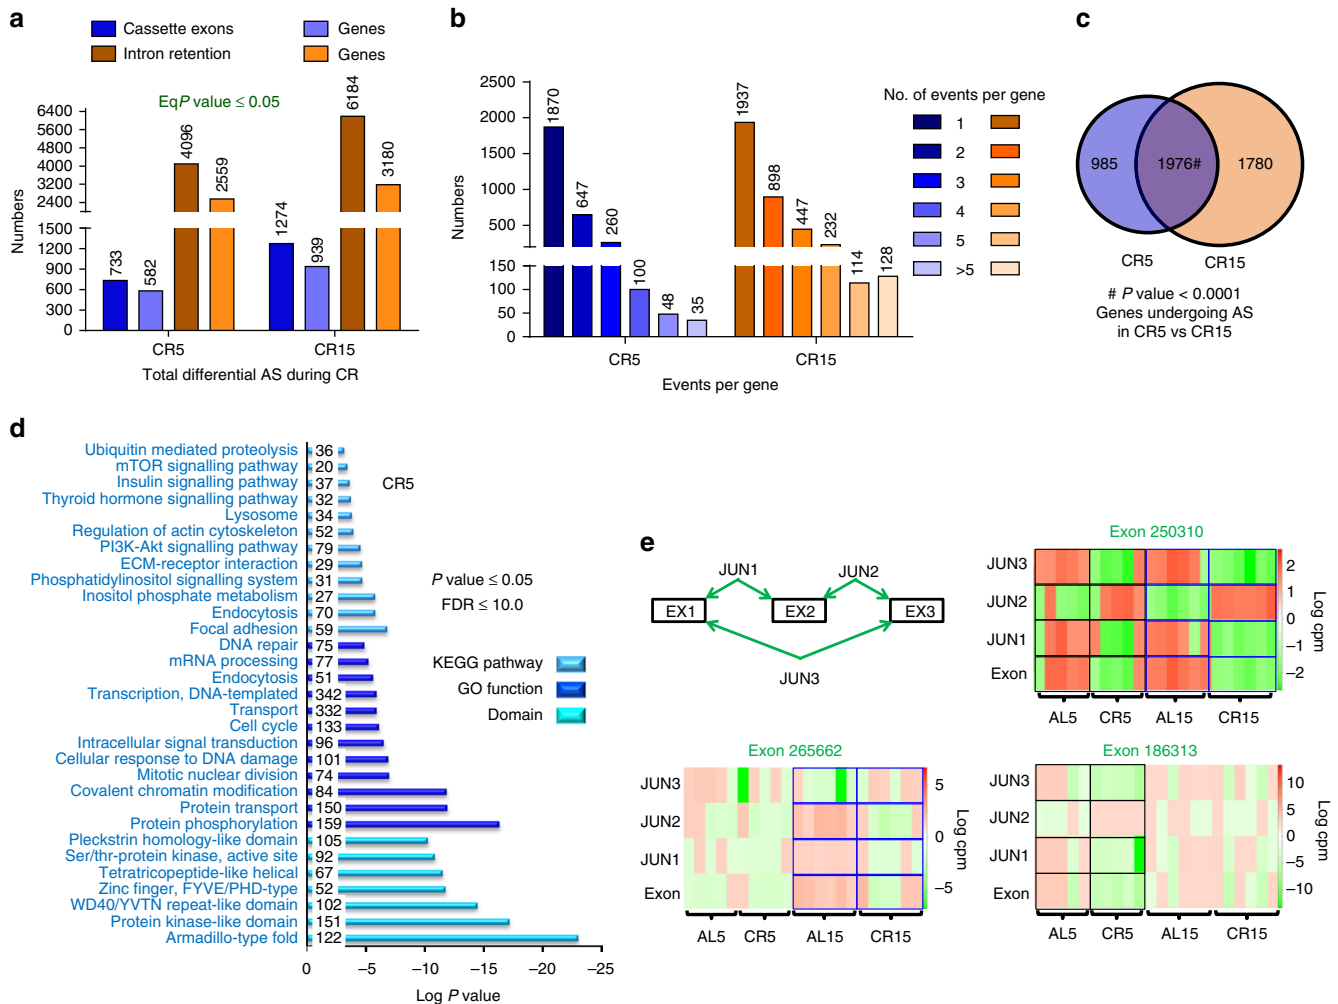 a
Cassette exons
Genes
Intron retention
Genes
EqP value ≤ 0.05
Numbers
6400
5600
4800
4000
3200
2400
1500
1200
900
600
300
0
733
582
4096
2559
1274
939
6184
3180
CR5
CR15
Total differential AS during CR
b
Numbers
2500
2000
1500
1000
500
150
100
50
0
1870
647
260
100
48
35
1937
898
447
232
114
128
CR5
CR15
Events per gene
No. of events per gene
1
2
3
4
5
>5
c
985
1976#
1780
CR5
CR15
# P value < 0.0001
Genes undergoing AS
in CR5 vs CR15
d
Ubiquitin mediated proteolysis 36
mTOR signalling pathway 20
Insulin signalling pathway 37
Thyroid hormone signalling pathway 32
Lysosome 34
Regulation of actin cytoskeleton 52
PI3K-Akt signalling pathway 79
ECM-receptor interaction 29
Phosphatidylinositol signalling system 31
Inositol phosphate metabolism 27
Endocytosis 70
Focal adhesion 59
DNA repair 75
mRNA processing 77
Endocytosis 51
Transcription, DNA-templated 342
Transport 332
Cell cycle 133
Intracellular signal transduction 96
Cellular response to DNA damage 101
Mitotic nuclear division 74
Covalent chromatin modification 84
Protein transport 150
Protein phosphorylation 159
Pleckstrin homology-like domain 105
Ser/thr-protein kinase, active site 92
Tetratricopeptide-like helical 67
Zinc finger, FYVE/PHD-type 52
WD40/YVTN repeat-like domain 102
Protein kinase-like domain 151
Armadillo-type fold 122
CR5
P value ≤ 0.05
FDR ≤ 10.0
KEGG pathway
GO function
Domain
0 −5 −10 −15 −20 −25
Log P value
e
JUN1
JUN2
EX1
EX2
EX3
JUN3
Exon 250310
JUN3
JUN2
JUN1
Exon
AL5 CR5 AL15 CR15
2
1
0
−1
−2
Log cpm
Exon 265662
JUN3
JUN2
JUN1
Exon
AL5 CR5 AL15 CR15
5
0
−5
Log cpm
Exon 186313
JUN3
JUN2
JUN1
Exon
AL5 CR5 AL15 CR15
10
5
0
−5
−10
Log cpm